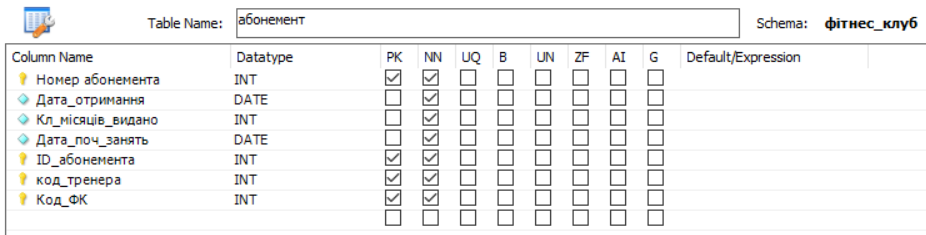 Table Name: абонемент Schema: фітнес_клуб
Column Name Datatype PK NN UQ B UN ZF AI G Default/Expression
Номер абонемента INT
Дата_отримання DATE
Кл_місяців_видано INT
Дата_поч_занять DATE
ID_абонемента INT
код_тренера INT
Код_ФК INT